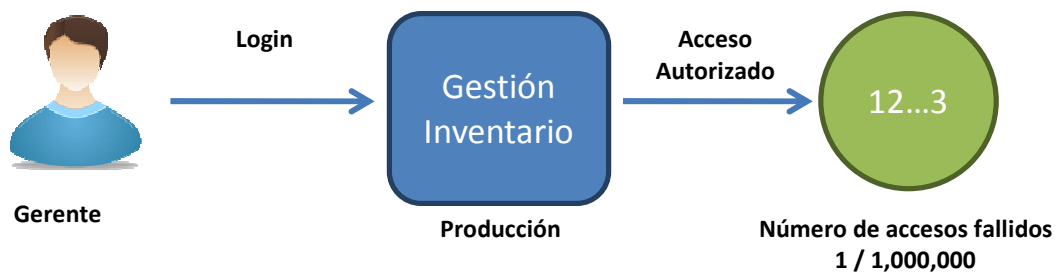 Login
Acceso
Autorizado
Gestión
Inventario
12...3
Gerente
Producción
Número de accesos fallidos
1 / 1,000,000